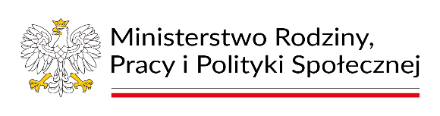 Ministerstwo Rodziny,
Pracy i Polityki Społecznej